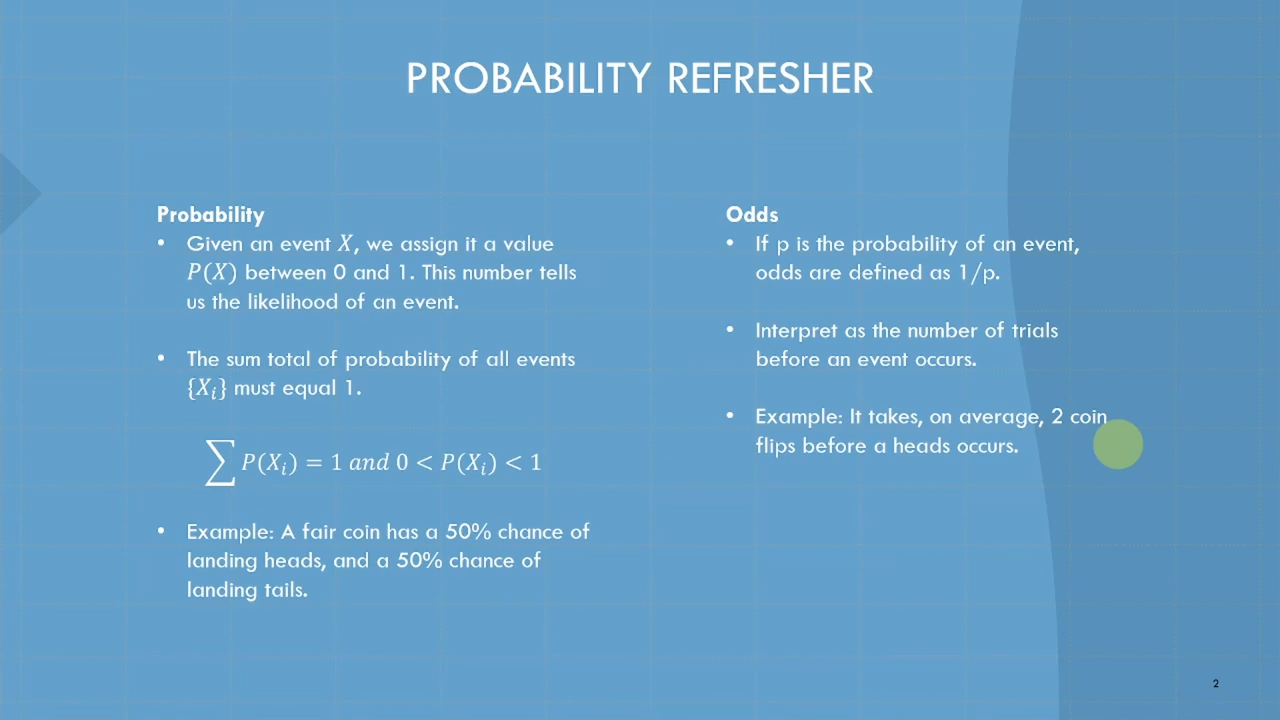 PROBABILITY REFRESHER
Probability
• Given an event X, we assign it a value
P(X) between 0 and 1. This number tells
us the likelihood of an event.
• The sum total of probability of all events
{Xᵢ} must equal 1.
∑ P(Xᵢ) = 1 and 0 < P(Xᵢ) < 1
• Example: A fair coin has a 50% chance of
landing heads, and a 50% chance of
landing tails.
Odds
• If p is the probability of an event,
odds are defined as 1/p.
• Interpret as the number of trials
before an event occurs.
• Example: It takes, on average, 2 coin
flips before a heads occurs.
2